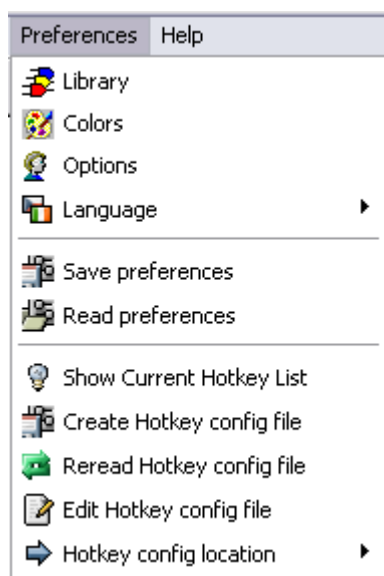 Preferences Help
Library
Colors
Options
Language
Save preferences
Read preferences
Show Current Hotkey List
Create Hotkey config file
Reread Hotkey config file
Edit Hotkey config file
Hotkey config location